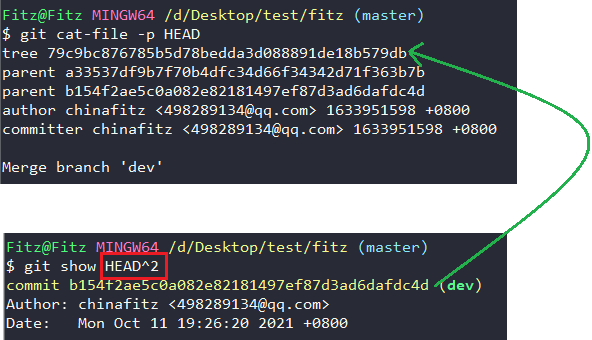 Fitz@Fitz MINGW64 /d/Desktop/test/fitz (master)
$ git cat-file -p HEAD
tree 79c9bc876785b5d78bedda3d088891de18b579db
parent a33537df9b7f70b4dfc34d66f34342d71f363b7b
parent b154f2ae5c0a082e82181497ef87d3ad6dafdc4d
author chinafitz <498289134@qq.com> 1633951598 +0800
committer chinafitz <498289134@qq.com> 1633951598 +0800
Merge branch 'dev'
Fitz@Fitz MINGW64 /d/Desktop/test/fitz (master)
$ git show HEAD^2
commit b154f2ae5c0a082e82181497ef87d3ad6dafdc4d (dev)
Author: chinafitz <498289134@qq.com>
Date:   Mon Oct 11 19:26:20 2021 +0800